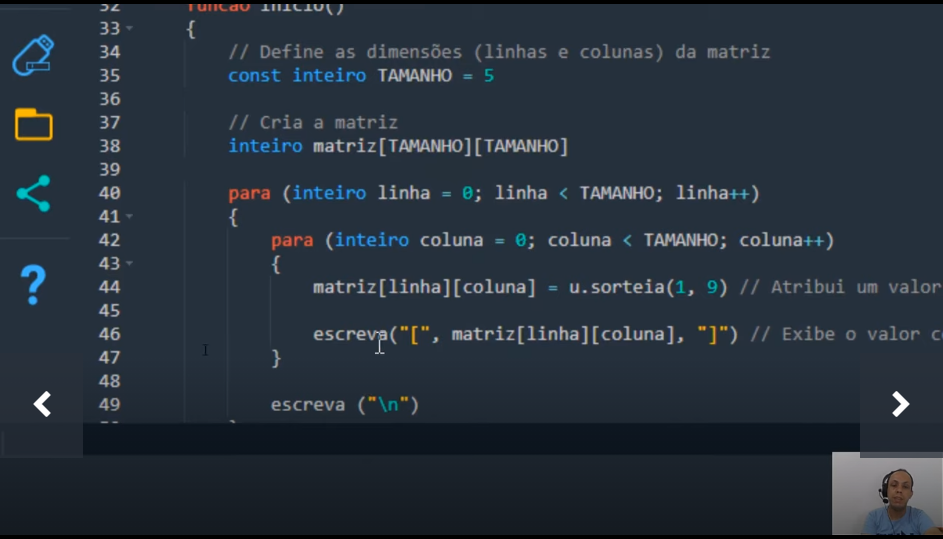 32 funcao inicio()
33 {
34 // Define as dimensões (linhas e colunas) da matriz
35 const inteiro TAMANHO = 5
36
37 // Cria a matriz
38 inteiro matriz[TAMANHO][TAMANHO]
39
40 para (inteiro linha = 0; linha < TAMANHO; linha++)
41 {
42 para (inteiro coluna = 0; coluna < TAMANHO; coluna++)
43 {
44 matriz[linha][coluna] = u.sorteia(1, 9) // Atribui um valor
45
46 escreva("[", matriz[linha][coluna], "]") // Exibe o valor
47 }
48
49 escreva ("\n")